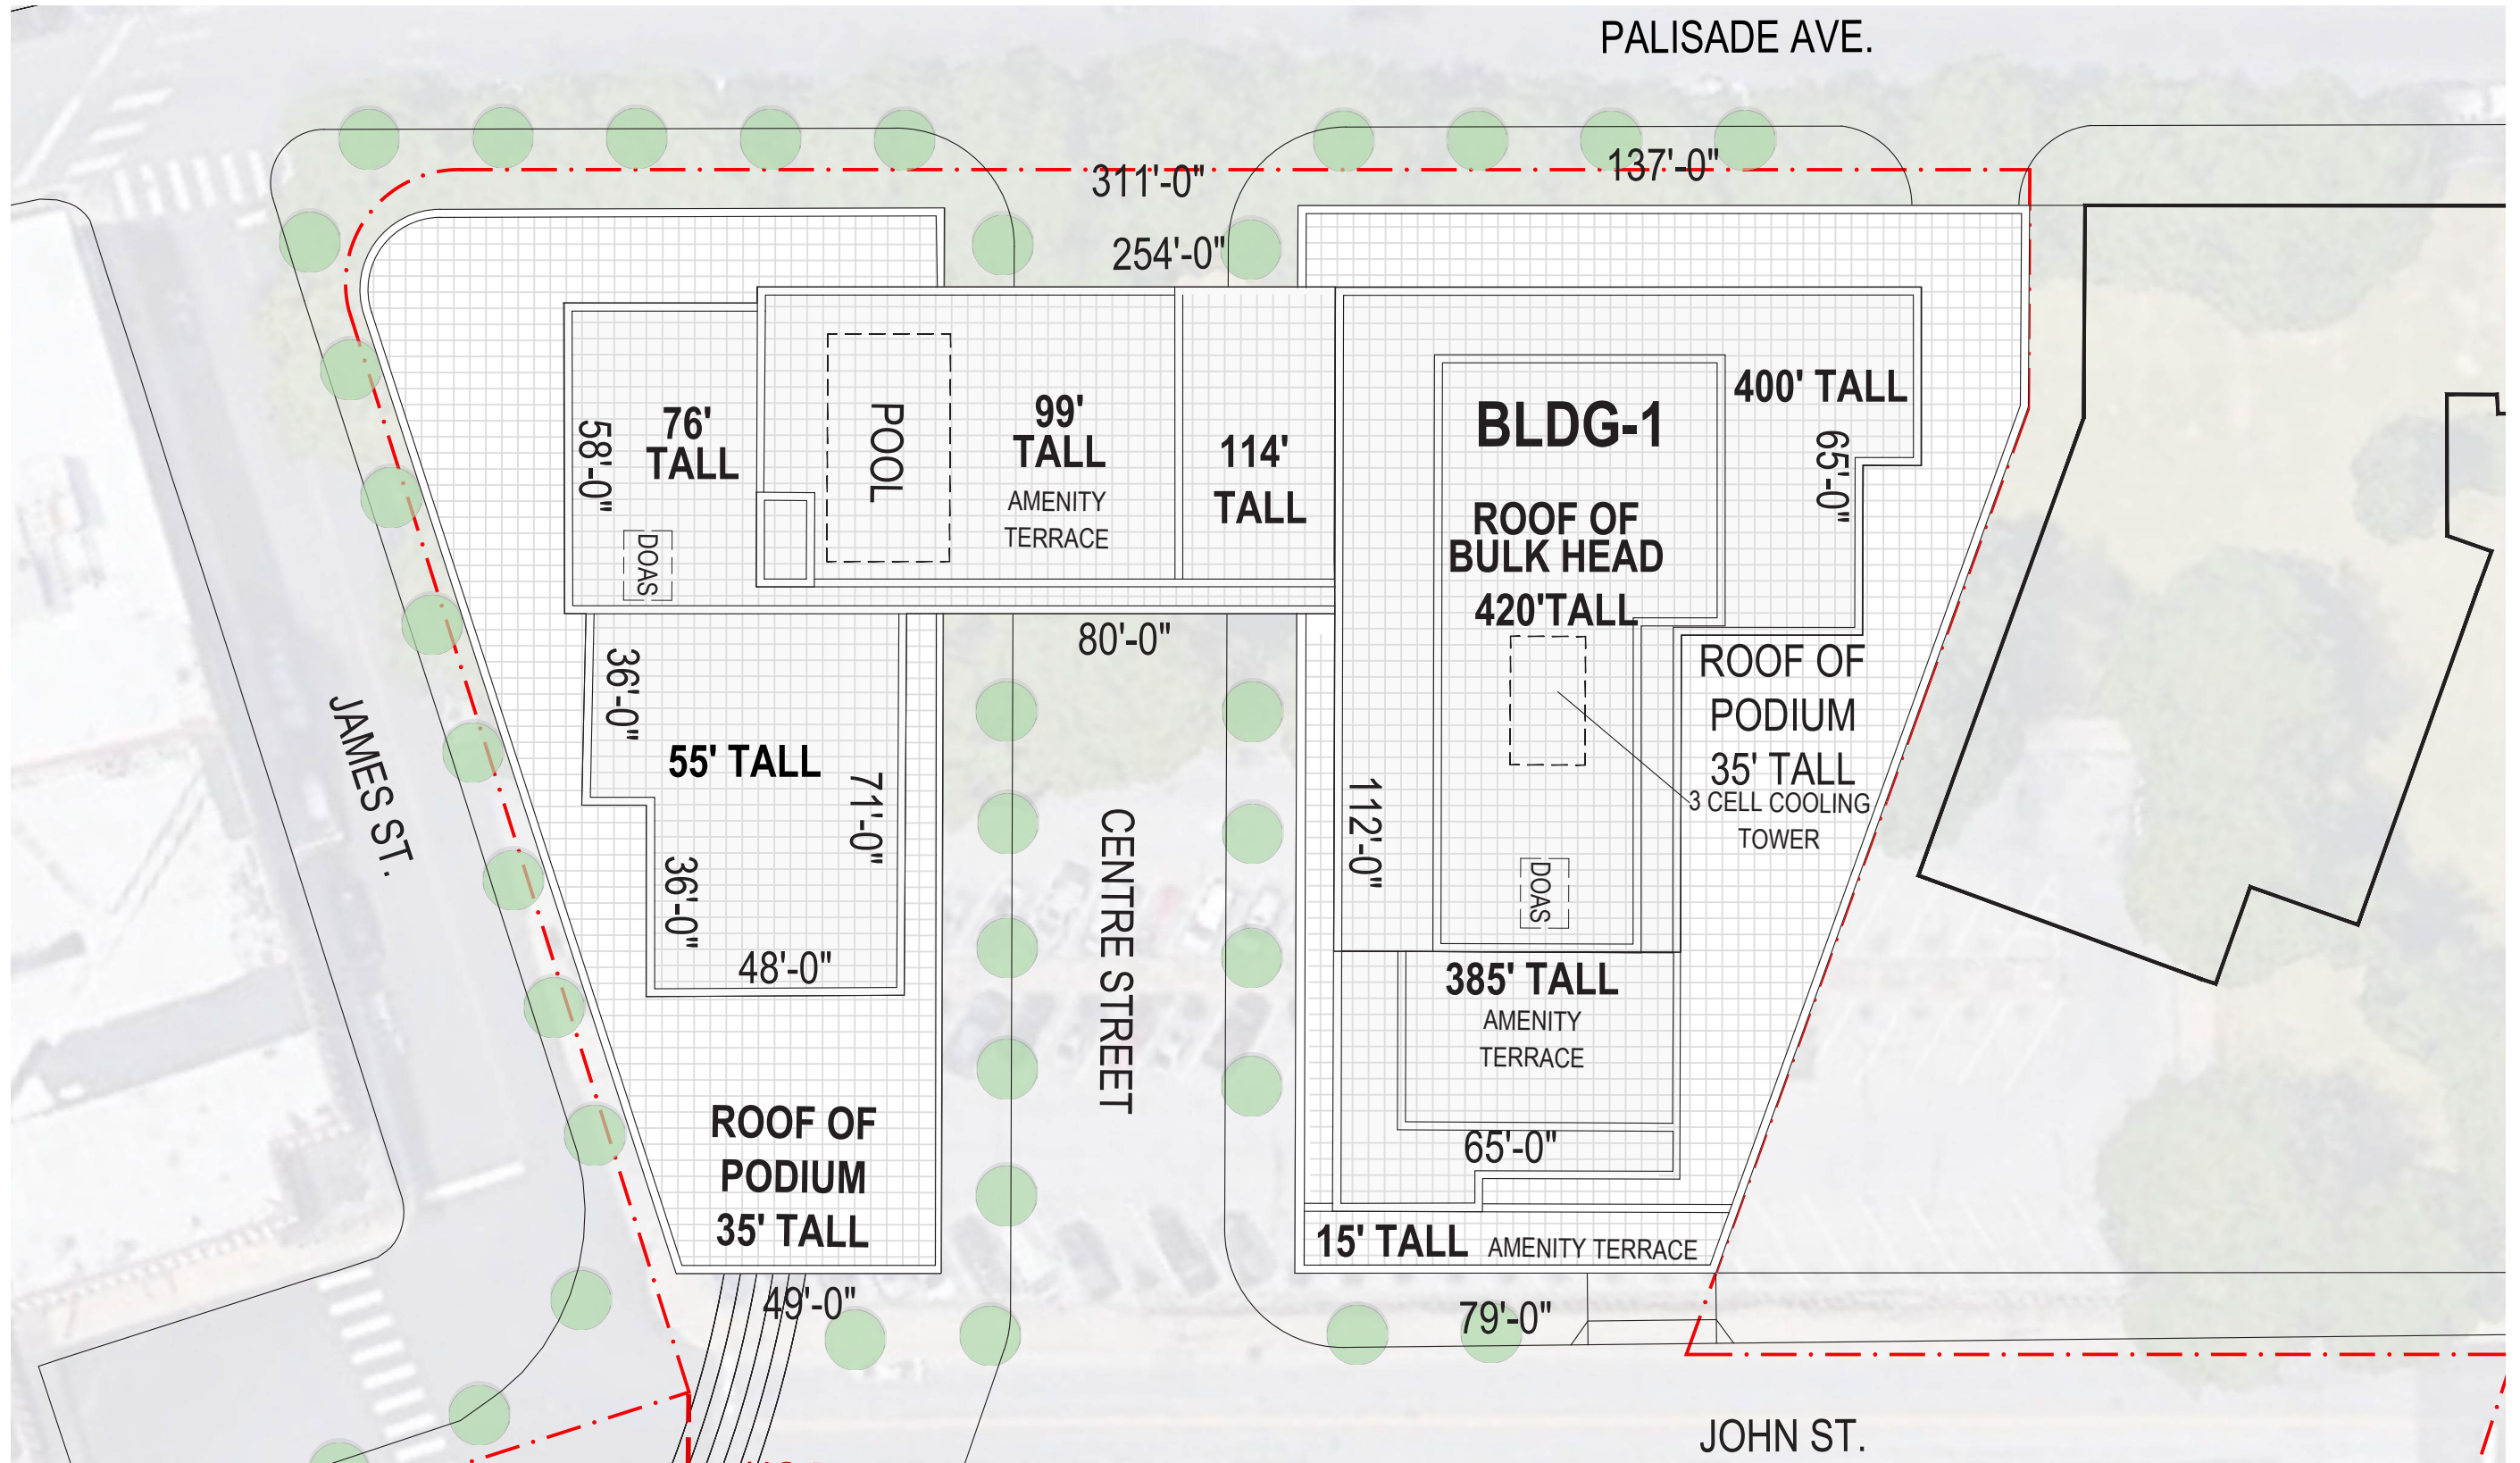 PALISADE AVE.
137'-0"
311'-0"
254'-0"
400' TALL
BLDG-1
76'
TALL
58'-0"
POOL
99'
TALL
AMENITY
TERRACE
114'
TALL
65'-0"
ROOF OF
BULK HEAD
420'TALL
DOAS
80'-0"
36'-0"
ROOF OF
PODIUM
35' TALL
3 CELL COOLING
TOWER
JAMES ST.
55' TALL
71'-0"
112'-0"
CENTRE STREET
36'-0"
DOAS
48'-0"
385' TALL
AMENITY
TERRACE
ROOF OF
PODIUM
35' TALL
65'-0"
15' TALL AMENITY TERRACE
49'-0"
79'-0"
JOHN ST.